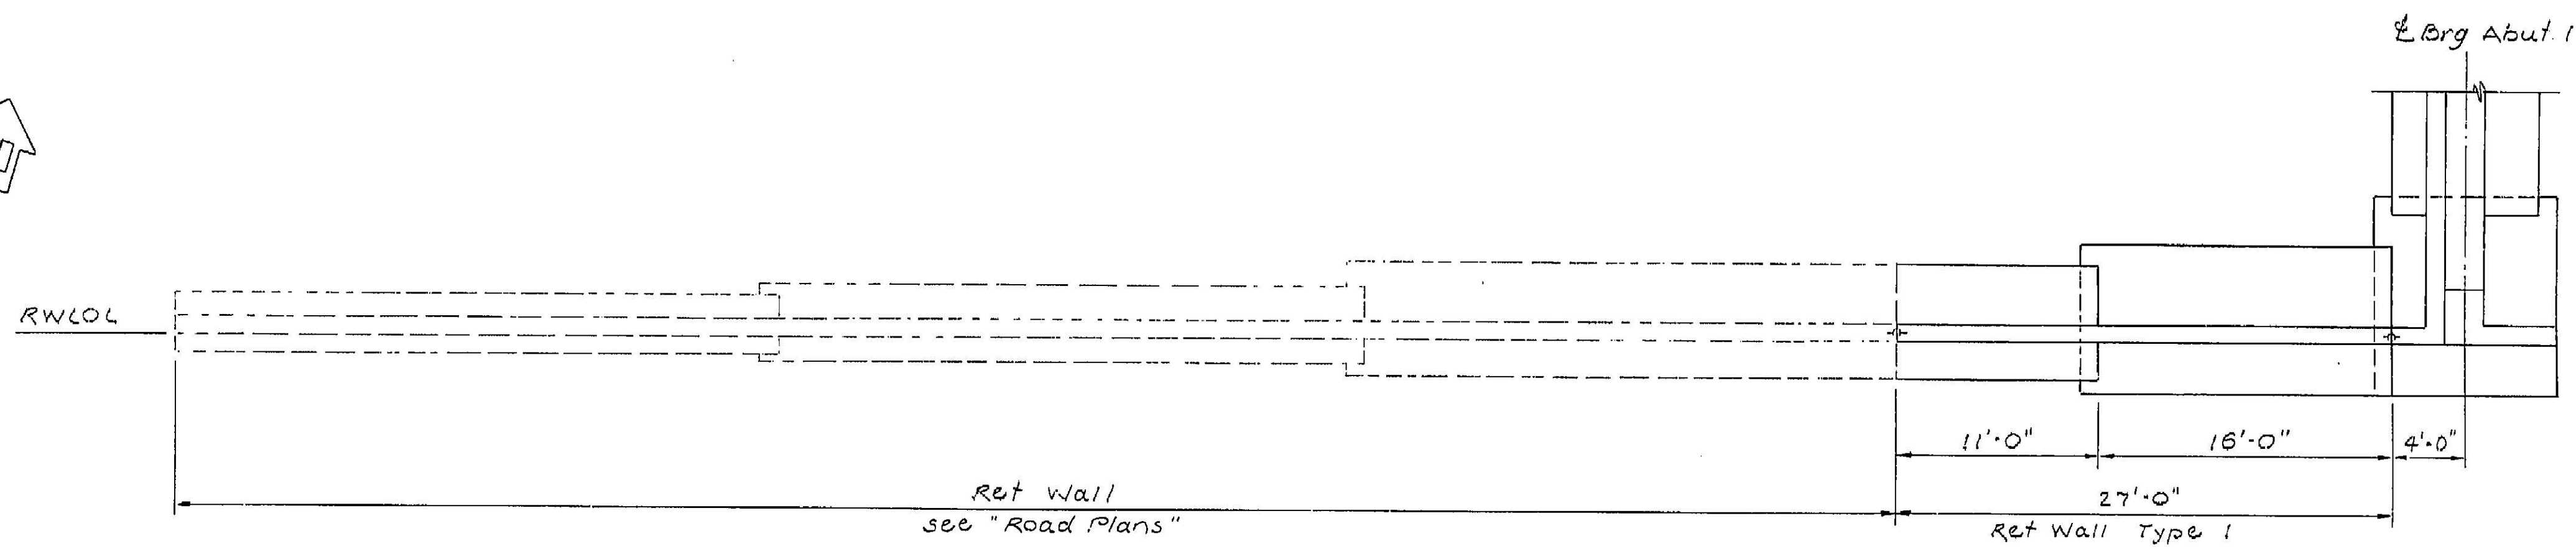 ℄ Brg Abut. 1
RWLOL
11'-0"
16'-0"
4'-0"
Ret Wall
see "Road Plans"
27'-0"
Ret Wall Type 1